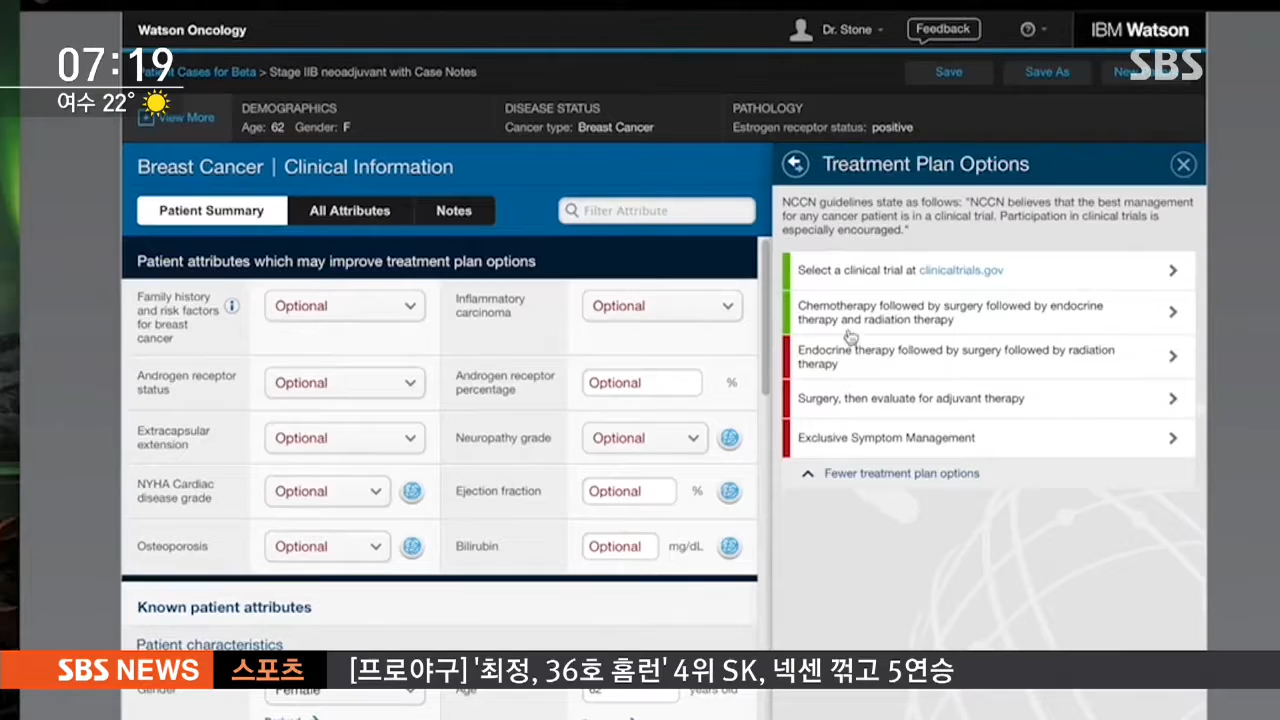 Watson Oncology
Dr. Stone
Feedback
IBM Watson
07:19
SBS
Patient Cases for Beta > Stage IIB neoadjuvant with Case Notes
Save
Save As
New
여수 22°
View More
DEMOGRAPHICS
Age: 62 Gender: F
DISEASE STATUS
Cancer type: Breast Cancer
PATHOLOGY
Estrogen receptor status: positive
Breast Cancer | Clinical Information
Patient Summary
All Attributes
Notes
Filter Attribute
Patient attributes which may improve treatment plan options
Family history
and risk factors
for breast
cancer
Optional
Inflammatory
carcinoma
Optional
Androgen receptor
status
Optional
Androgen receptor
percentage
Optional
%
Extracapsular
extension
Optional
Neuropathy grade
Optional
NYHA Cardiac
disease grade
Optional
Ejection fraction
Optional
%
Osteoporosis
Optional
Bilirubin
Optional
mg/dL
Known patient attributes
Patient characteristics
Gender
Female
Age
62
years old
Treatment Plan Options
NCCN guidelines state as follows: "NCCN believes that the best management
for any cancer patient is in a clinical trial. Participation in clinical trials is
especially encouraged."
Select a clinical trial at clinicaltrials.gov
Chemotherapy followed by surgery followed by endocrine
therapy and radiation therapy
Endocrine therapy followed by surgery followed by radiation
therapy
Surgery, then evaluate for adjuvant therapy
Exclusive Symptom Management
Fewer treatment plan options
SBS NEWS
스포츠
[프로야구] '최정, 36호 홈런' 4위 SK, 넥센 꺾고 5연승